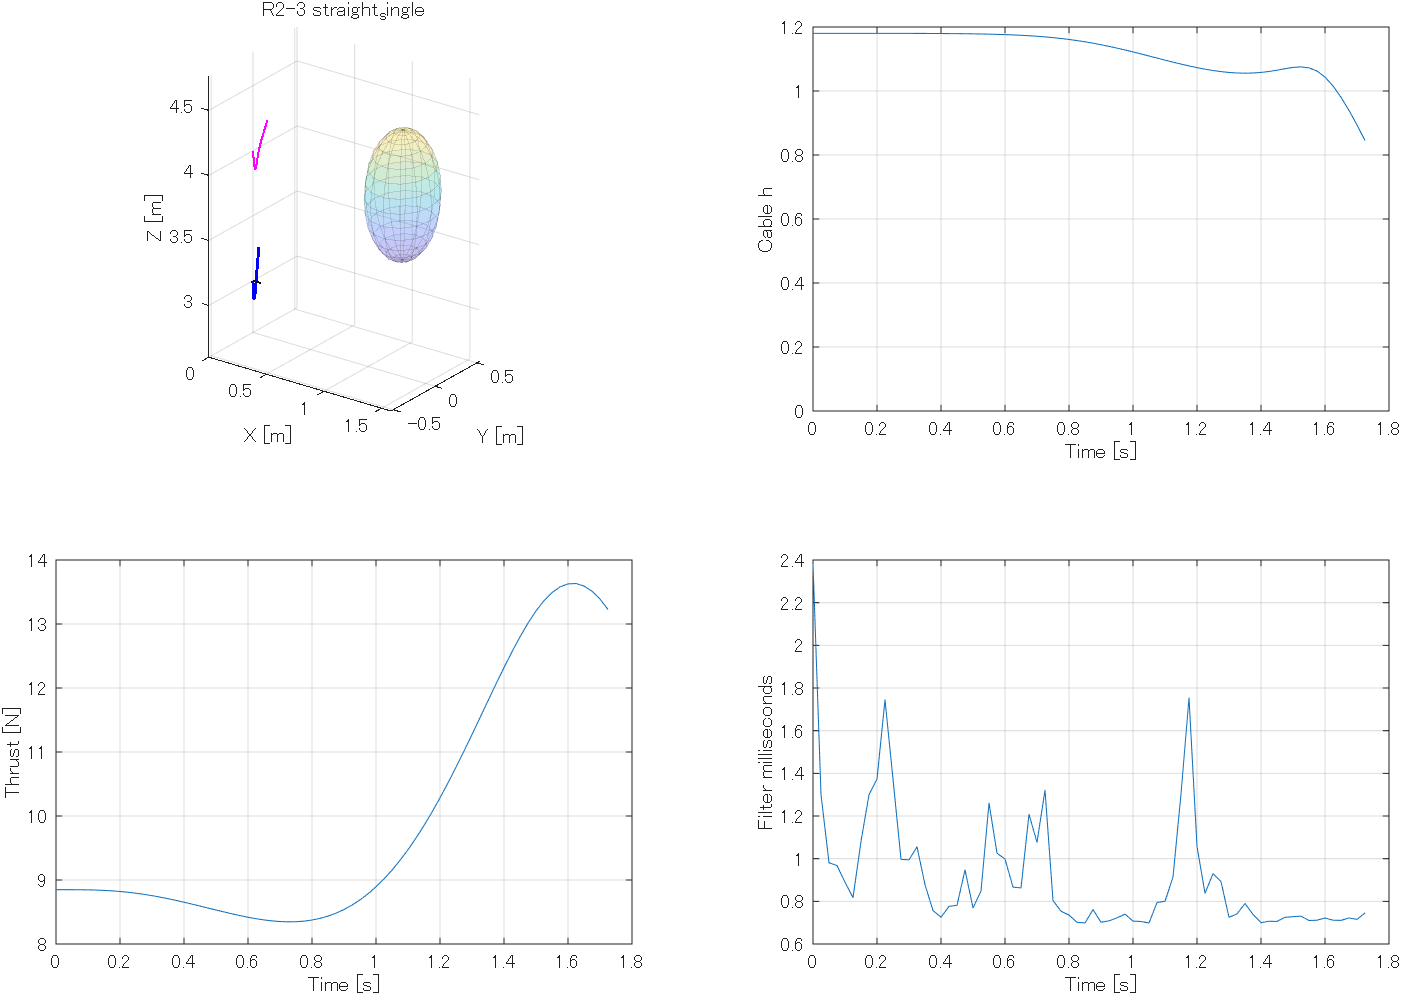 R2-3 straightsingle
4.5
4
3.5
3
Z [m]
0
0.5
1
1.5
X [m]
-0.5
0
0.5
Y [m]
1.2
1
0.8
0.6
0.4
0.2
0
Cable h
0 0.2 0.4 0.6 0.8 1 1.2 1.4 1.6 1.8
Time [s]
14
13
12
11
10
9
8
Thrust [N]
0 0.2 0.4 0.6 0.8 1 1.2 1.4 1.6 1.8
Time [s]
2.4
2.2
2
1.8
1.6
1.4
1.2
1
0.8
0.6
Filter milliseconds
0 0.2 0.4 0.6 0.8 1 1.2 1.4 1.6 1.8
Time [s]